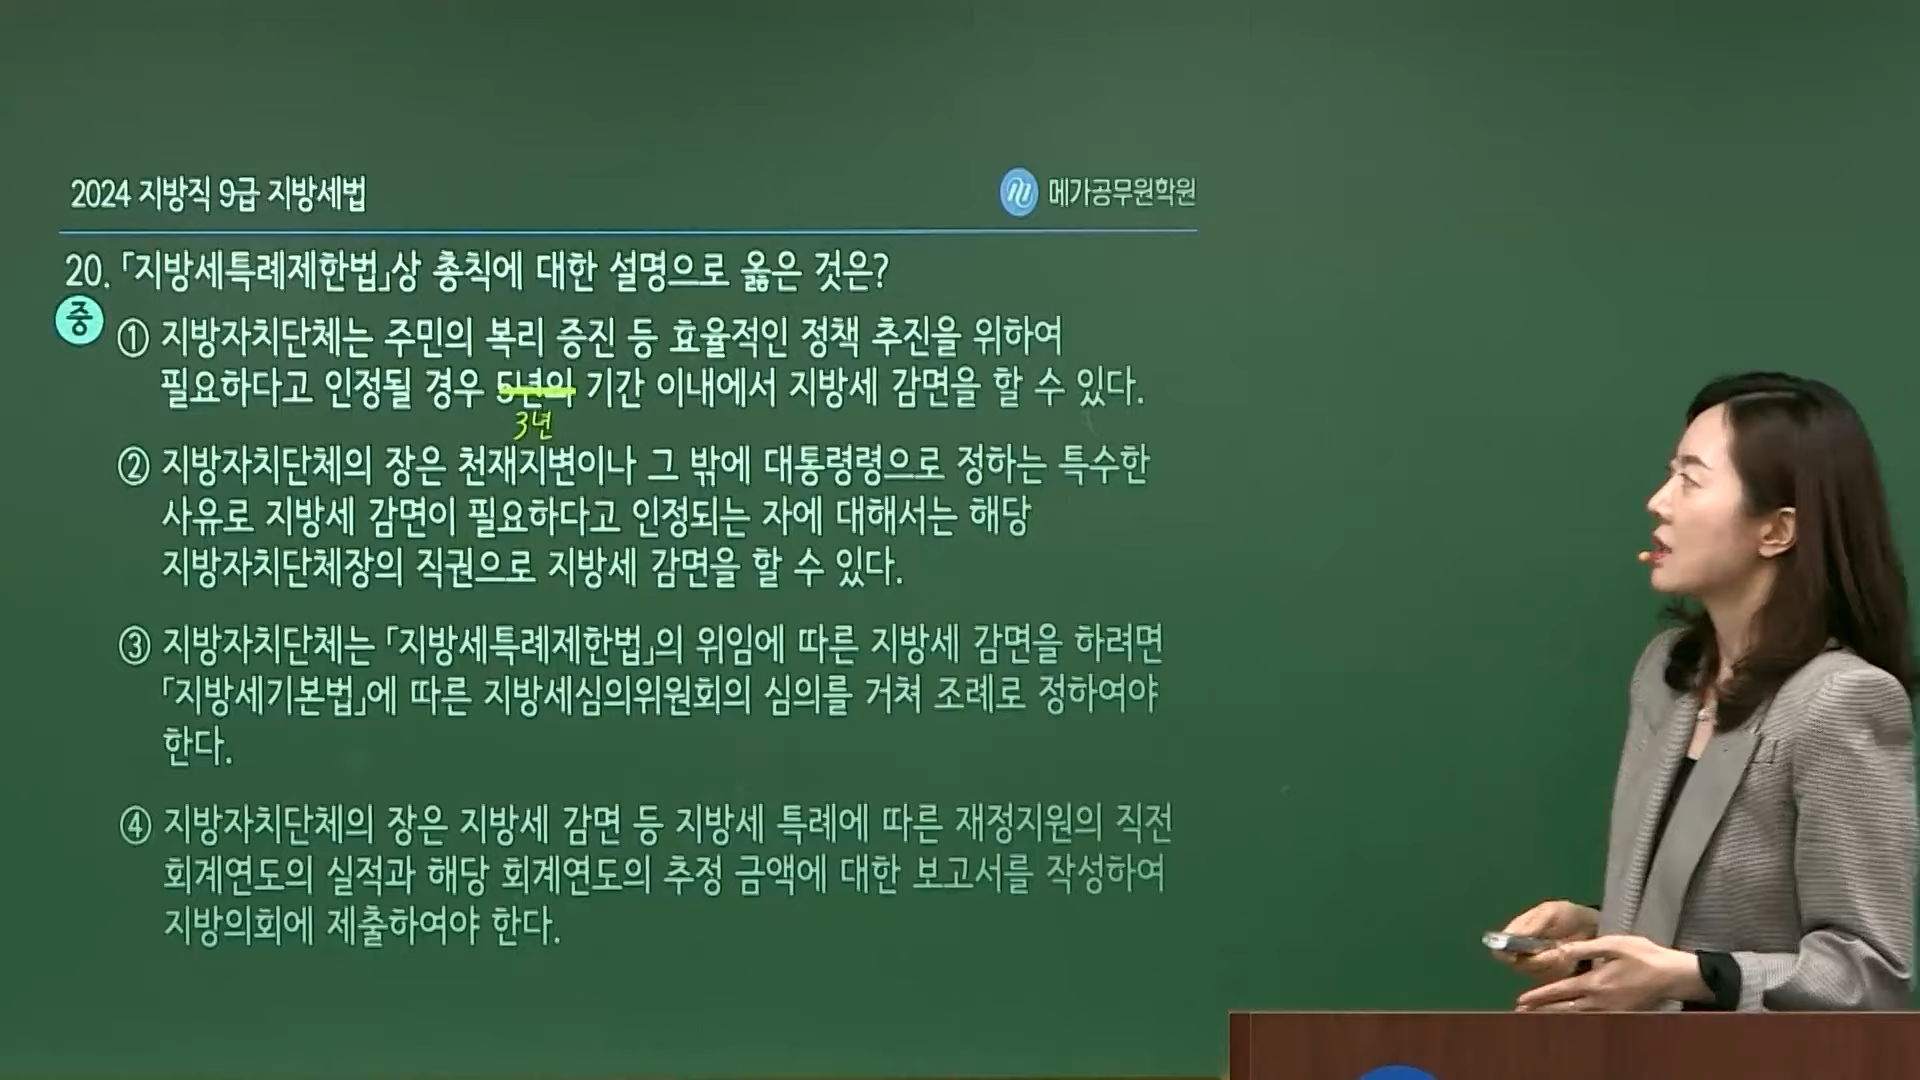 2024 지방직 9급 지방세법
메가공무원학원
20. 「지방세특례제한법」상 총칙에 대한 설명으로 옳은 것은?
중
① 지방자치단체는 주민의 복리 증진 등 효율적인 정책 추진을 위하여
필요하다고 인정될 경우 5년의 기간 이내에서 지방세 감면을 할 수 있다.
3년
② 지방자치단체의 장은 천재지변이나 그 밖에 대통령령으로 정하는 특수한
사유로 지방세 감면이 필요하다고 인정되는 자에 대해서는 해당
지방자치단체장의 직권으로 지방세 감면을 할 수 있다.
③ 지방자치단체는 「지방세특례제한법」의 위임에 따른 지방세 감면을 하려면
「지방세기본법」에 따른 지방세심의위원회의 심의를 거쳐 조례로 정하여야
한다.
④ 지방자치단체의 장은 지방세 감면 등 지방세 특례에 따른 재정지원의 직전
회계연도의 실적과 해당 회계연도의 추정 금액에 대한 보고서를 작성하여
지방의회에 제출하여야 한다.